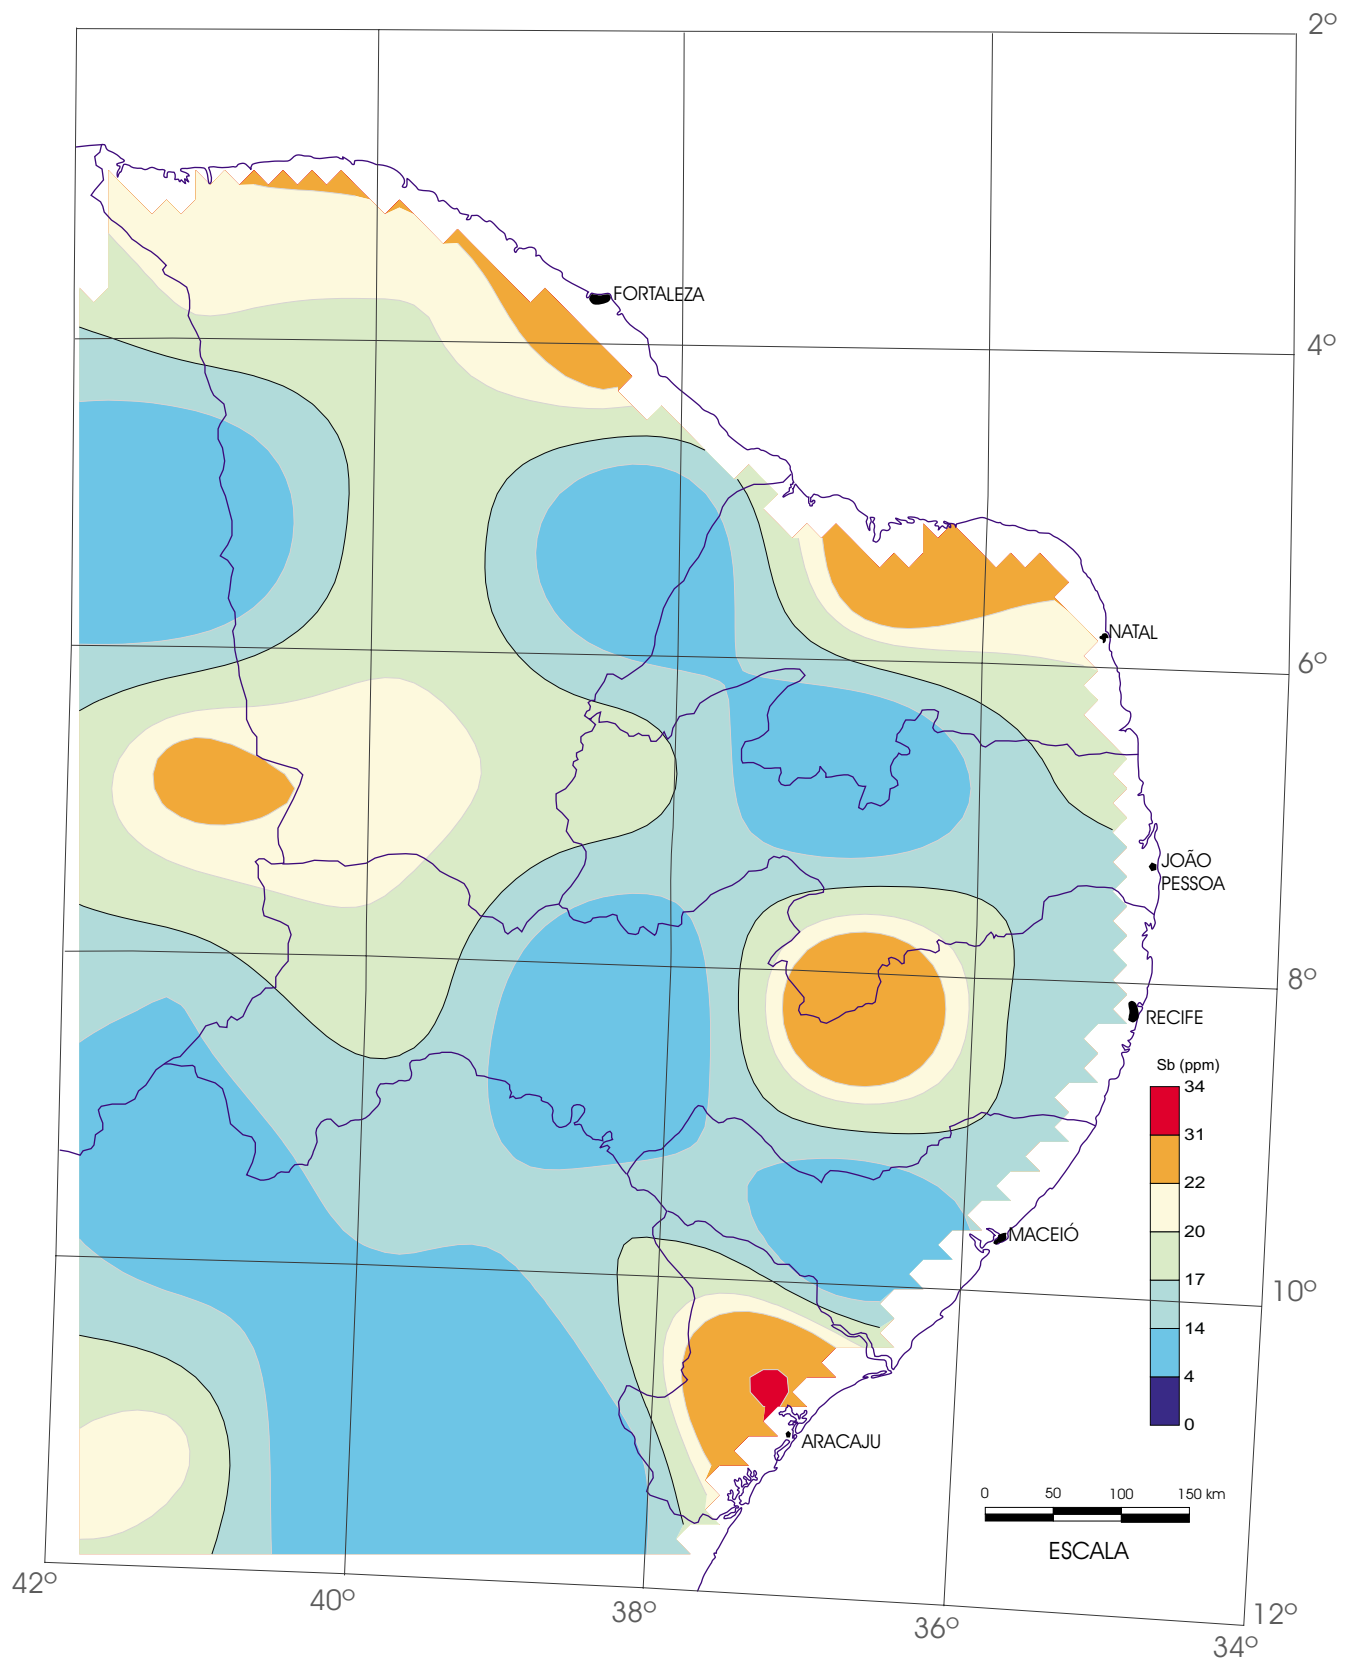 2°
FORTALEZA
4°
NATAL
6°
JOÃO
PESSOA
8°
RECIFE
Sb (ppm)
34
31
22
20
17
14
4
0
MACEIÓ
10°
ARACAJU
0 50 100 150 km
ESCALA
42°
40°
38°
36°
12°
34°